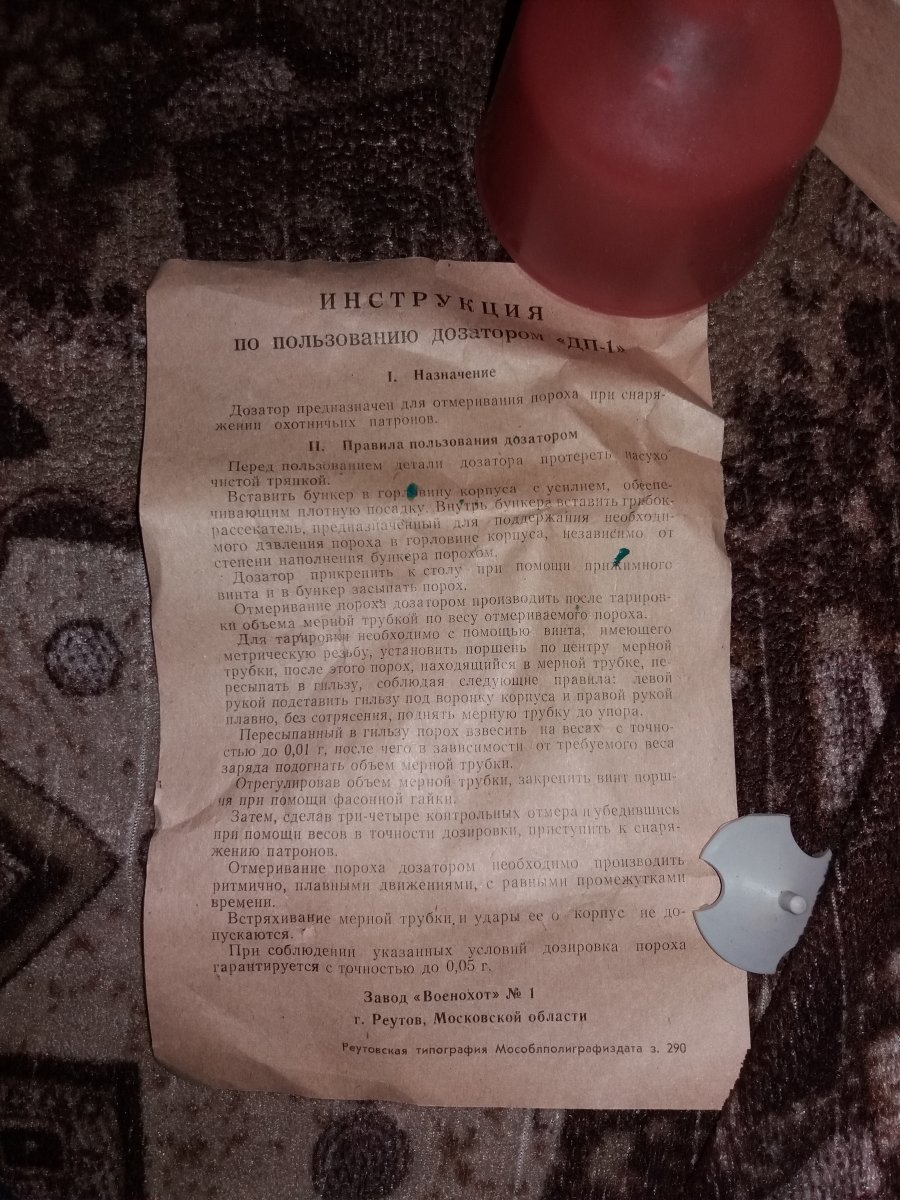 ИНСТРУКЦИЯ
по пользованию дозатором «ДП-1»
I. Назначение
Дозатор предназначен для отмеривания пороха при снаря-
жении охотничьих патронов.
II. Правила пользования дозатором
Перед пользованием детали дозатора протереть насухо
чистой тряпкой.
Вставить бункер в горловину корпуса с усилием, обеспе-
чивающим плотную посадку. Внутрь бункера вставить грибок-
рассекатель, предназначенный для поддержания необходи-
мого давления пороха в горловине корпуса, независимо от
степени наполнения бункера порохом.
Дозатор прикрепить к столу при помощи прижимного
винта и в бункер засыпать порох.
Отмеривание пороха дозатором производить после тариров-
ки объема мерной трубкой по весу отмериваемого пороха.
Для тарировки необходимо с помощью винта, имеющего
метрическую резьбу, установить поршень по центру мерной
трубки, после этого порох, находящийся в мерной трубке, пе-
ресыпать в гильзу, соблюдая следующие правила: левой
рукой подставить гильзу под воронку корпуса и правой рукой
плавно, без сотрясения, поднять мерную трубку до упора.
Пересыпанный в гильзу порох взвесить на весах с точно-
стью до 0,01 г, после чего в зависимости от требуемого веса
заряда подогнать объем мерной трубки.
Отрегулировав объем мерной трубки, закрепить винт порш-
ня при помощи фасонной гайки.
Затем, сделав три-четыре контрольных отмера и убедившись
при помощи весов в точности дозировки, приступить к снаря-
жению патронов.
Отмеривание пороха дозатором необходимо производить
ритмично, плавными движениями, с равными промежутками
времени.
Встряхивание мерной трубки и удары ее о корпус не до-
пускаются.
При соблюдении указанных условий дозировка пороха
гарантируется с точностью до 0,05 г.
Завод «Военохот» № 1
г. Реутов, Московской области
Реутовская типография Мособлполиграфиздата з. 290